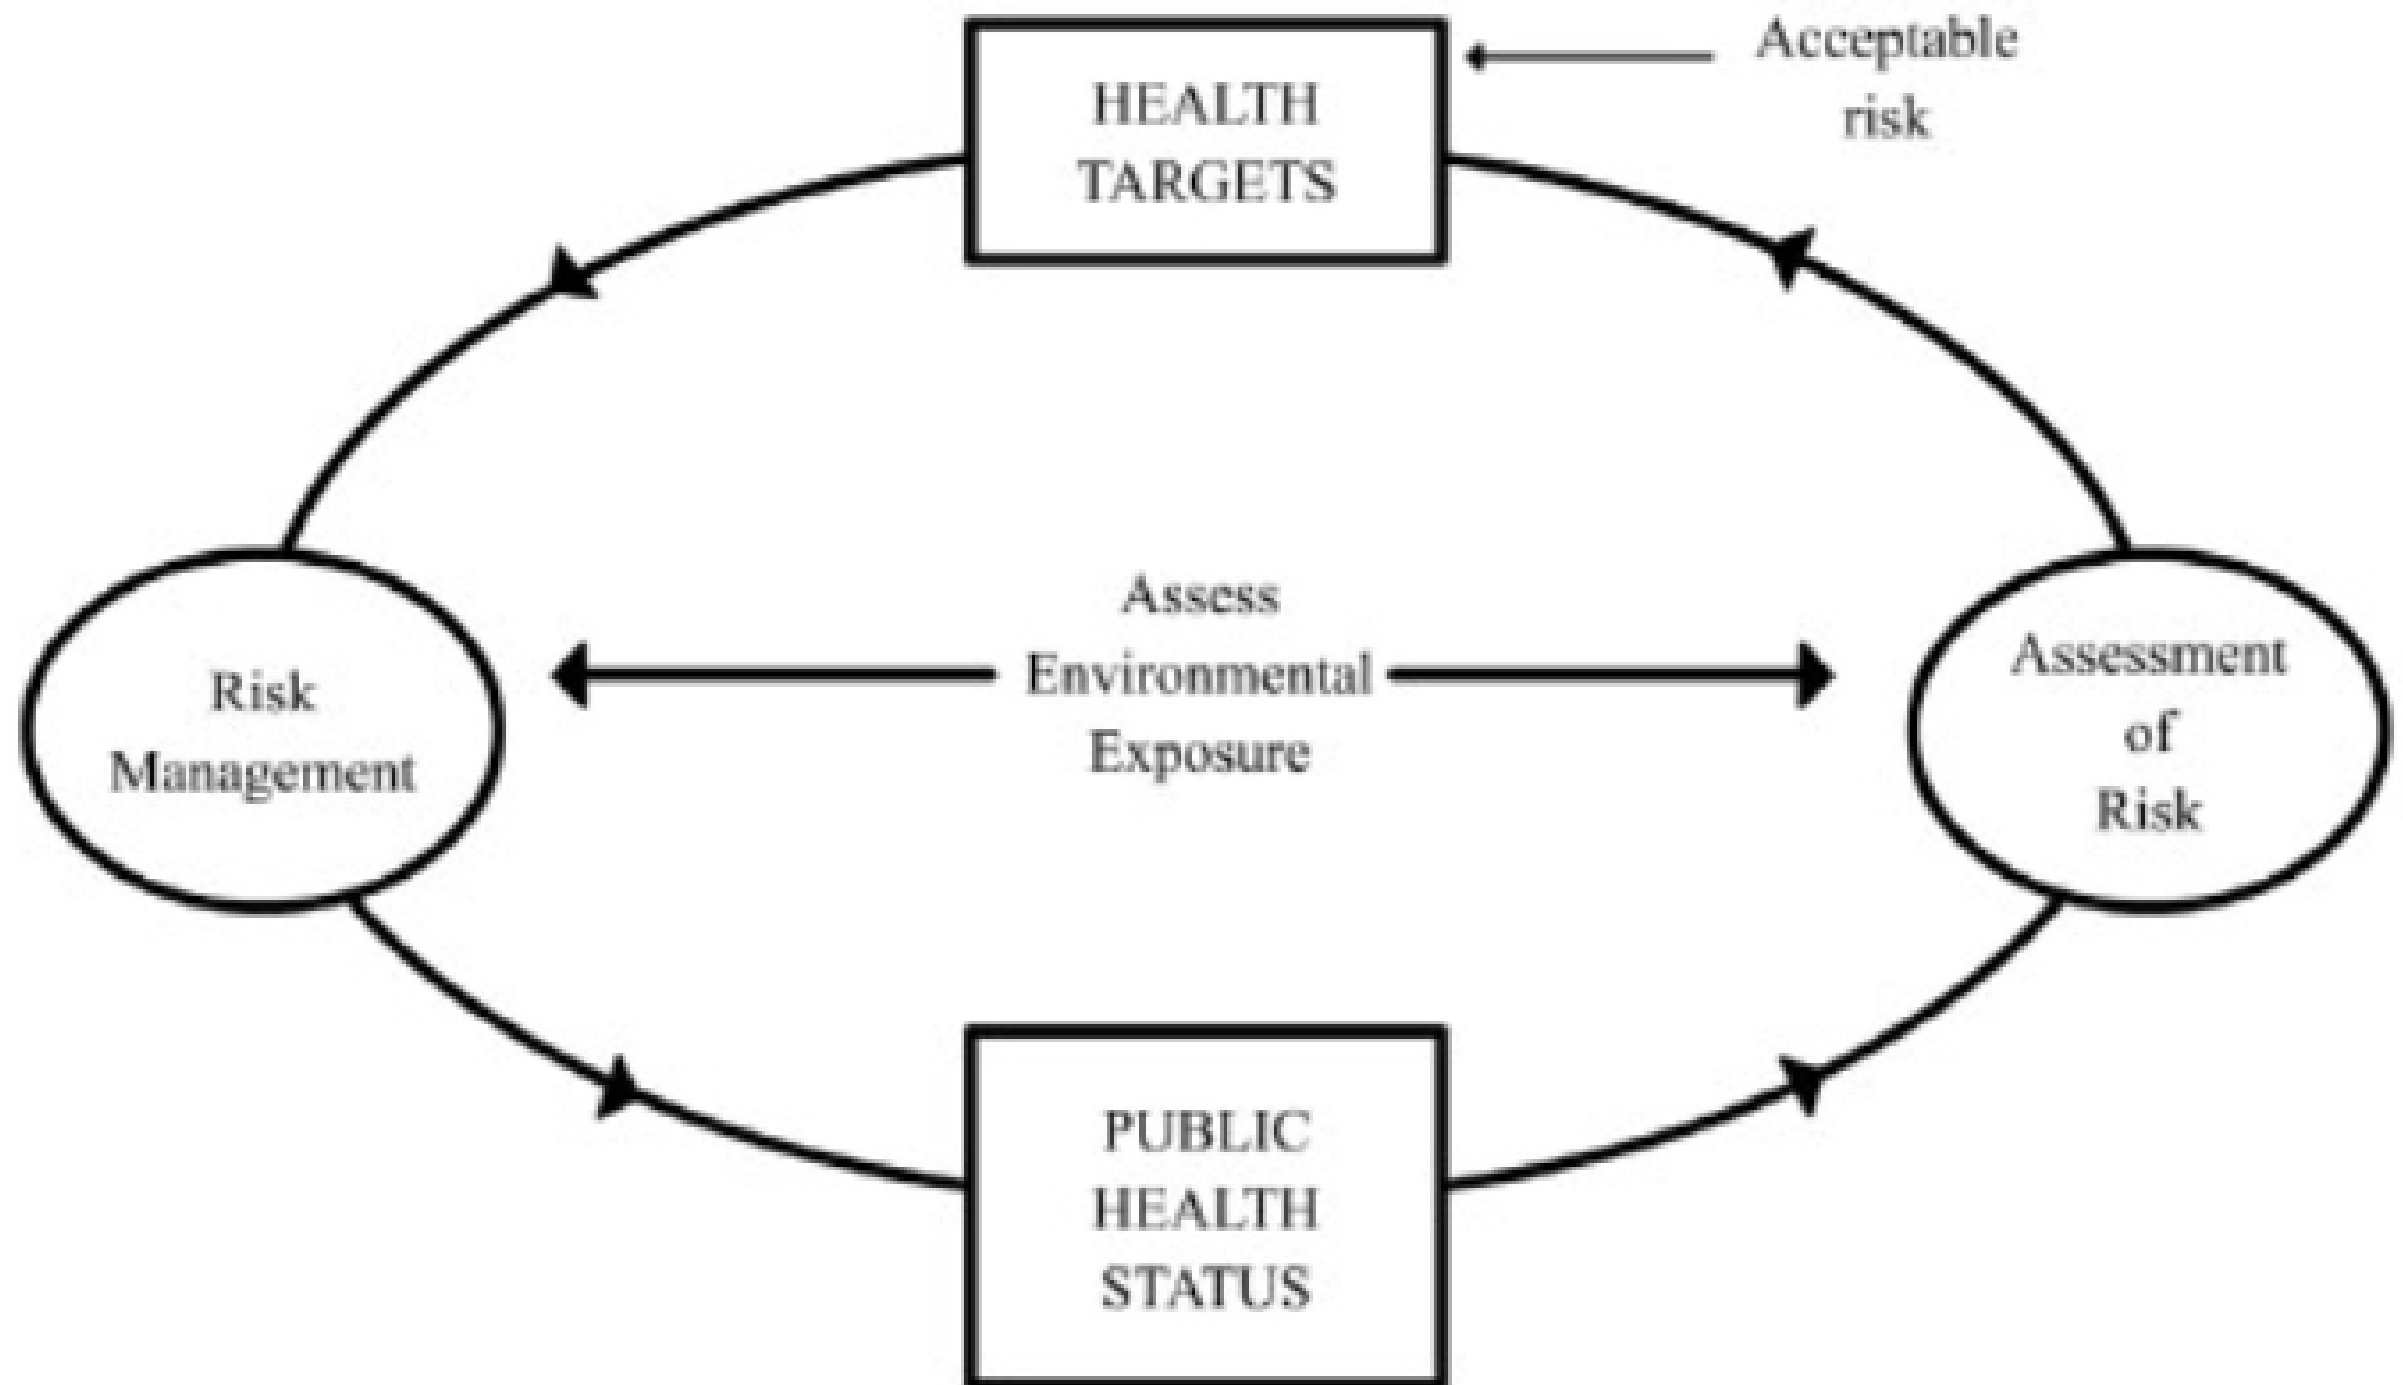 Acceptable
risk
HEALTH
TARGETS
Assess
Environmental
Exposure
Risk
Management
Assessment
of
Risk
PUBLIC
HEALTH
STATUS